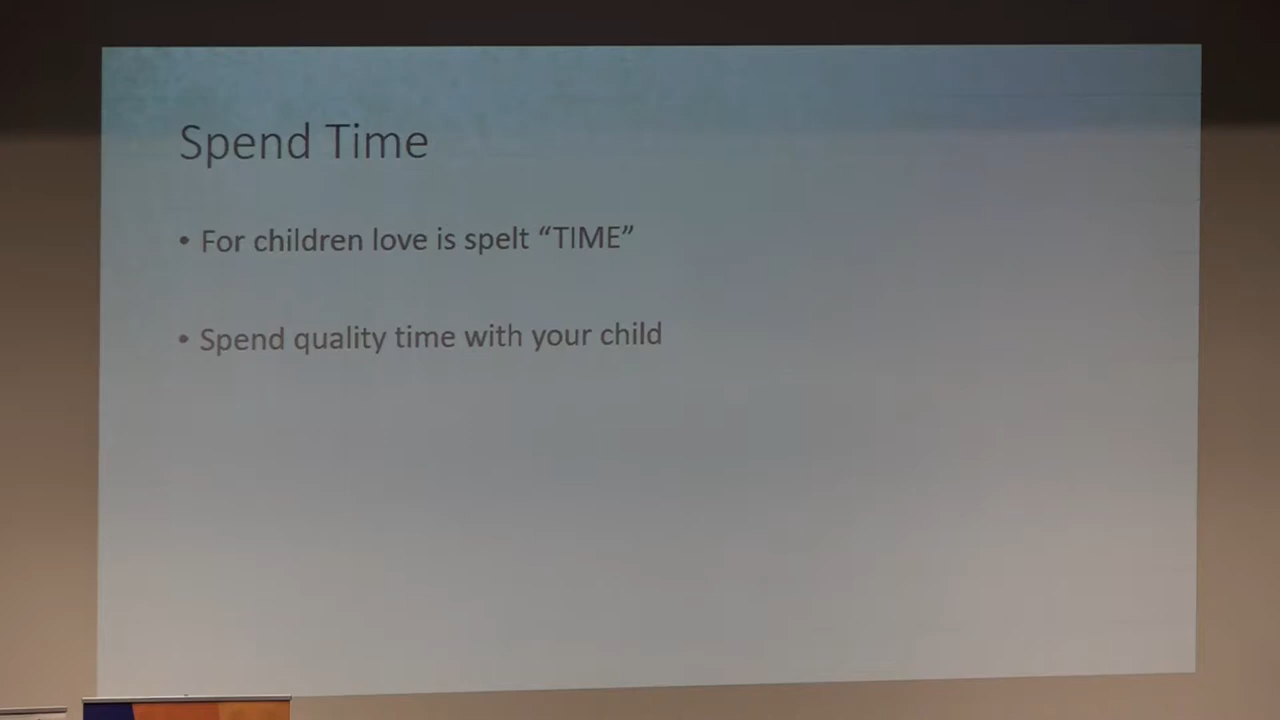 Spend Time
• For children love is spelt “TIME”
• Spend quality time with your child